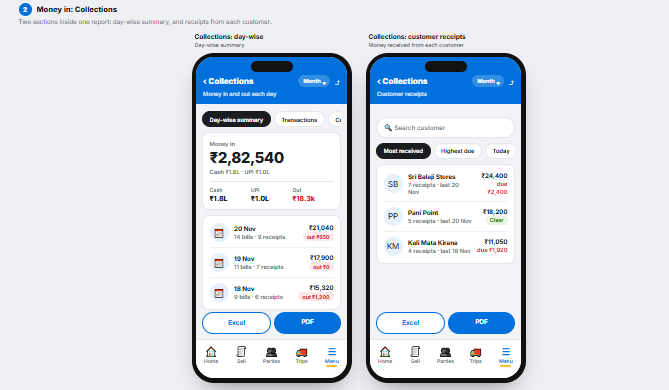 2 Money in: Collections
Two sections inside one report: day-wise summary, and receipts from each customer.
Collections: day-wise
Day-wise summary
‹ Collections
Month
Money in and out each day
Day-wise summary
Transactions
Money in
₹2,82,540
Cash ₹1.8L · UPI ₹1.0L
Cash UPI Out
₹1.8L ₹1.0L ₹18.3k
20 Nov ₹21,040
14 bills · 9 receipts out ₹650
19 Nov ₹17,900
11 bills · 7 receipts out ₹0
18 Nov ₹15,320
9 bills · 6 receipts out ₹1,200
Excel PDF
Home Sell Parties Trips Menu
Collections: customer receipts
Money received from each customer
‹ Collections
Month
Customer receipts
Search customer
Most received Highest due Today
SB Sri Balaji Stores ₹24,400
7 receipts · last 20 due
Nov ₹2,400
PP Pani Point ₹18,200
5 receipts · last 20 Nov Clear
KM Kali Mata Kirana ₹11,050
4 receipts · last 18 Nov due ₹1,920
Excel PDF
Home Sell Parties Trips Menu